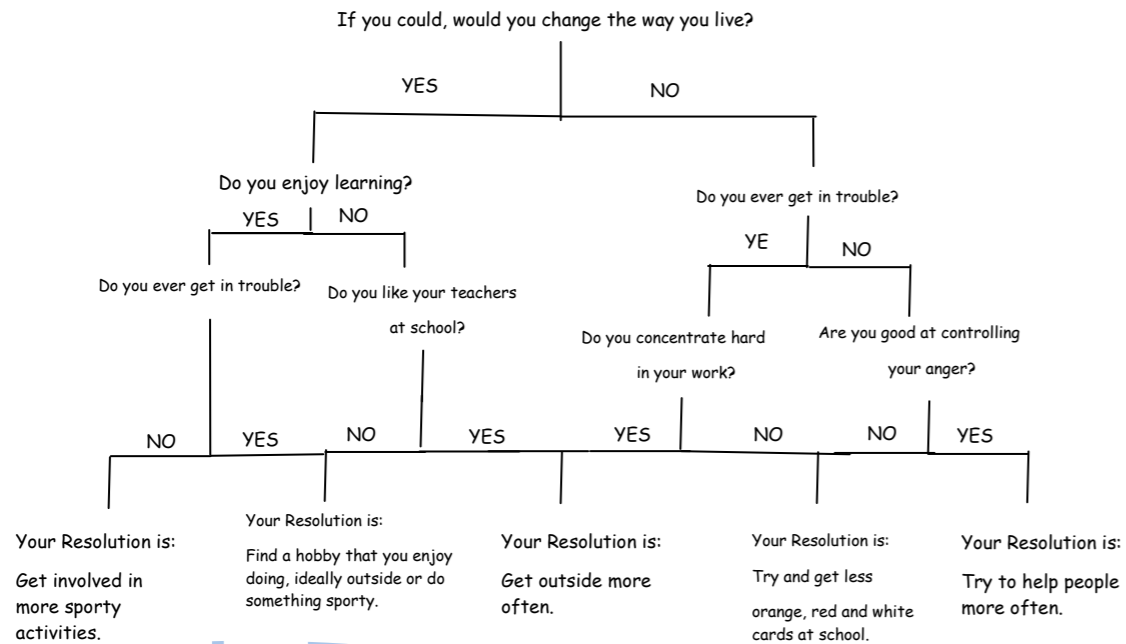 If you could, would you change the way you live?
YES
NO
Do you enjoy learning?
Do you ever get in trouble?
YES
NO
YE
NO
Do you ever get in trouble?
Do you like your teachers
at school?
Do you concentrate hard
in your work?
Are you good at controlling
your anger?
NO
YES
NO
YES
YES
NO
NO
YES
Your Resolution is:
Get involved in
more sporty
activities.
Your Resolution is:
Find a hobby that you enjoy
doing, ideally outside or do
something sporty.
Your Resolution is:
Get outside more
often.
Your Resolution is:
Try and get less
orange, red and white
cards at school.
Your Resolution is:
Try to help people
more often.